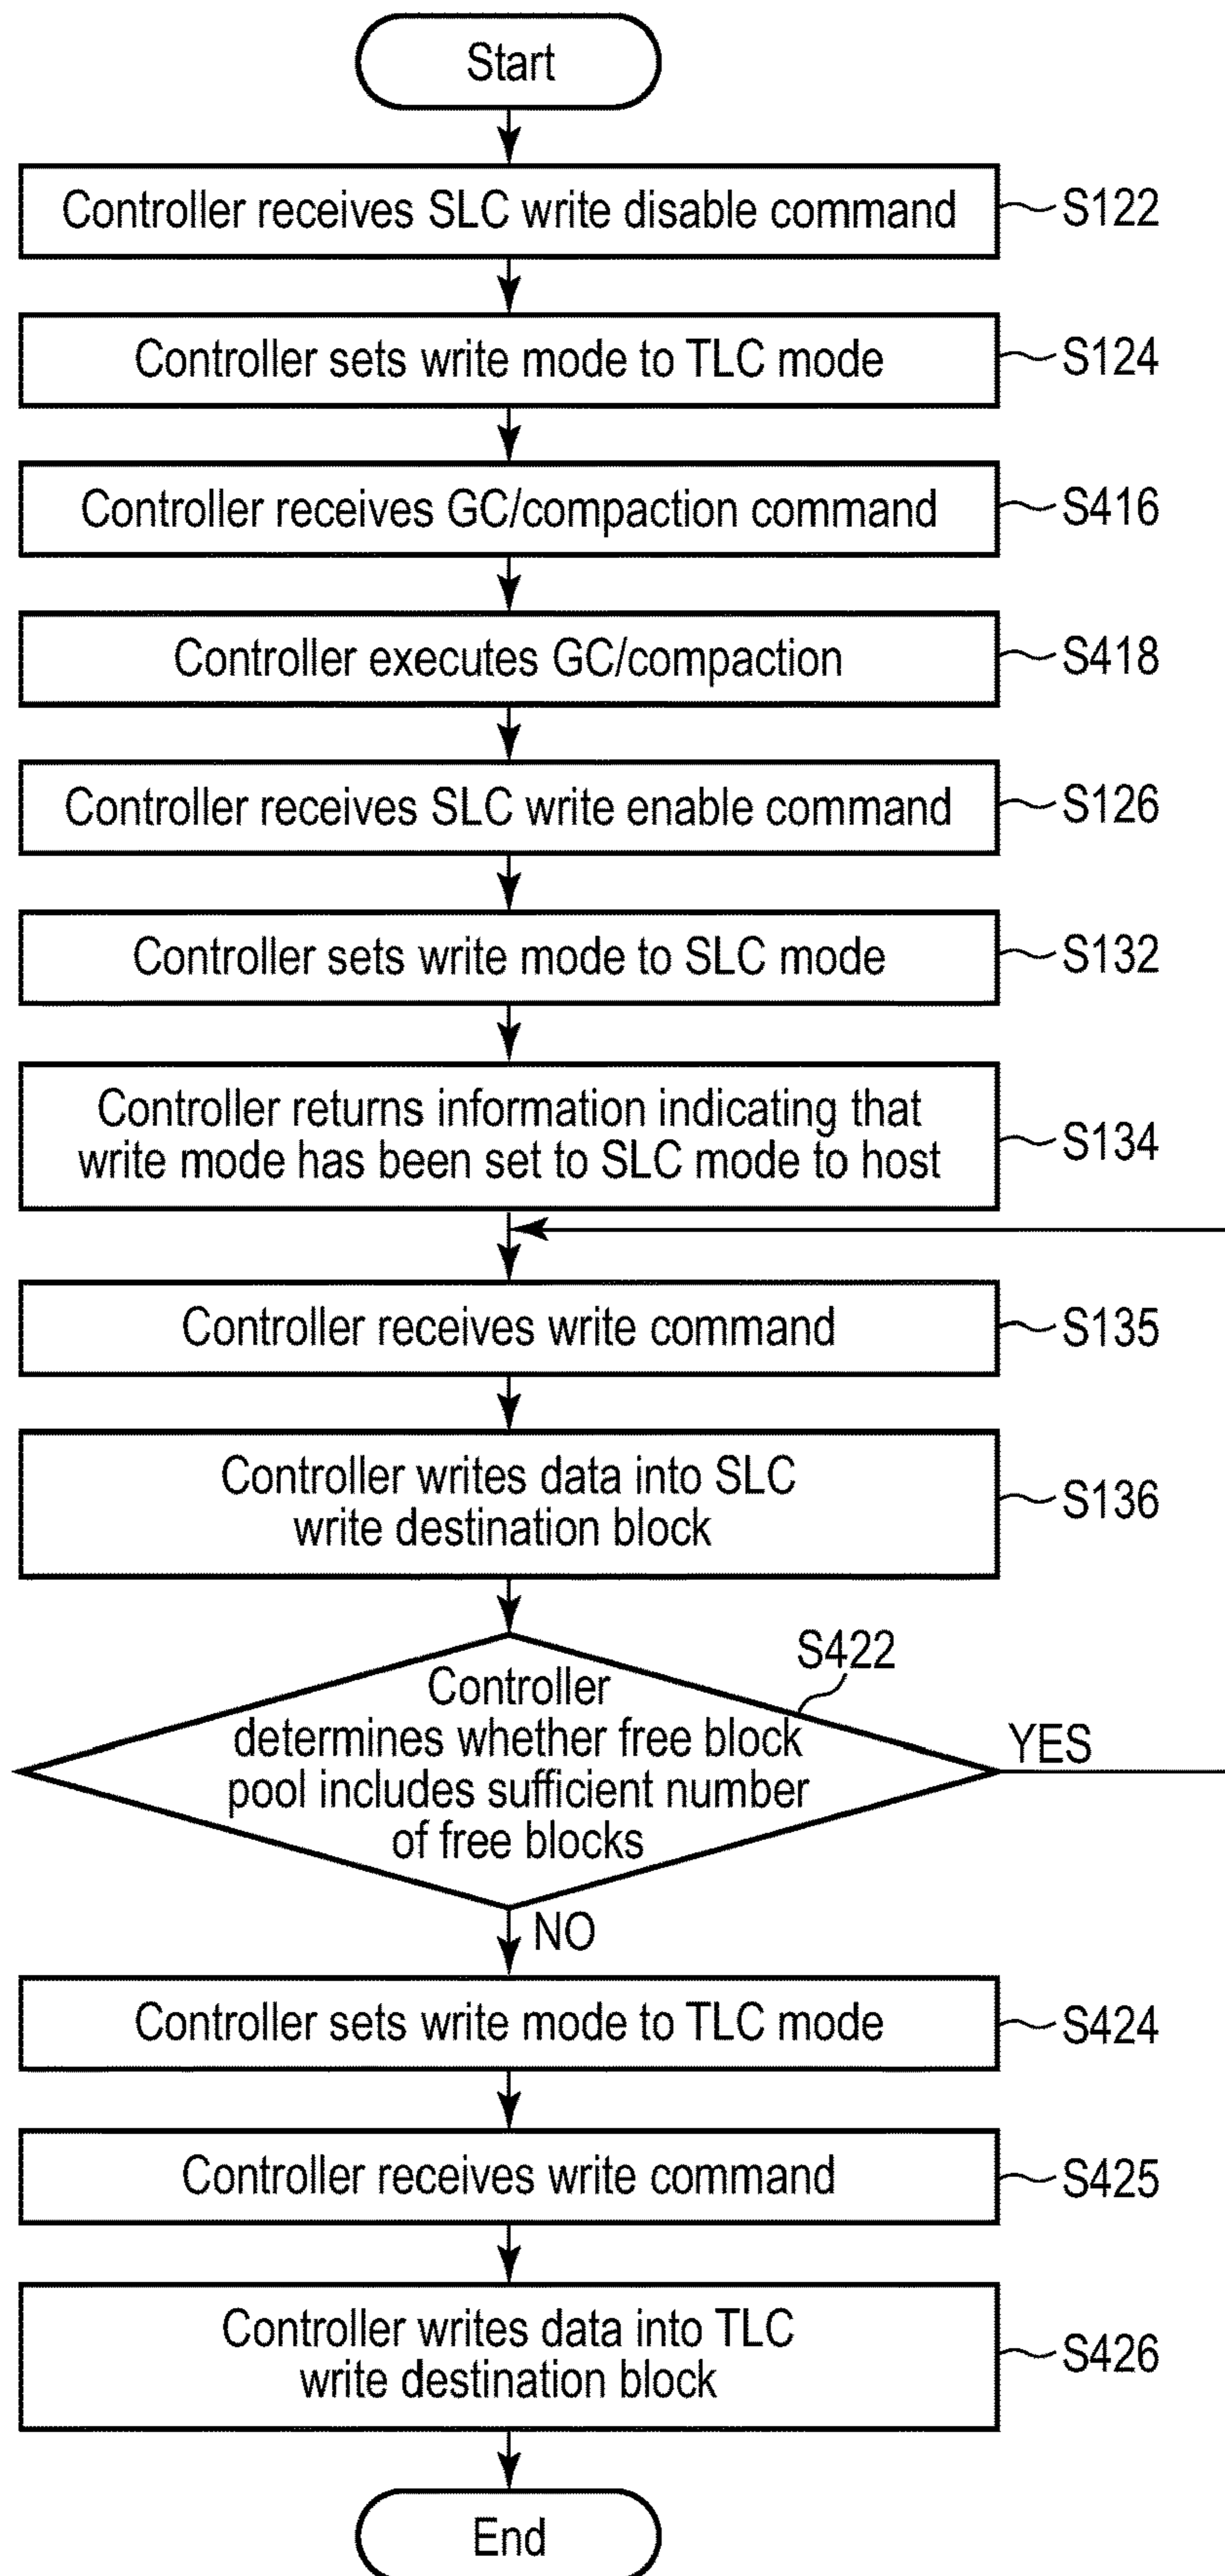 Start
Controller receives SLC write disable command
S122
Controller sets write mode to TLC mode
S124
Controller receives GC/compaction command
S416
Controller executes GC/compaction
S418
Controller receives SLC write enable command
S126
Controller sets write mode to SLC mode
S132
Controller returns information indicating that
write mode has been set to SLC mode to host
S134
Controller receives write command
S135
Controller writes data into SLC
write destination block
S136
S422
Controller
determines whether free block
pool includes sufficient number
of free blocks
YES
NO
Controller sets write mode to TLC mode
S424
Controller receives write command
S425
Controller writes data into TLC
write destination block
S426
End